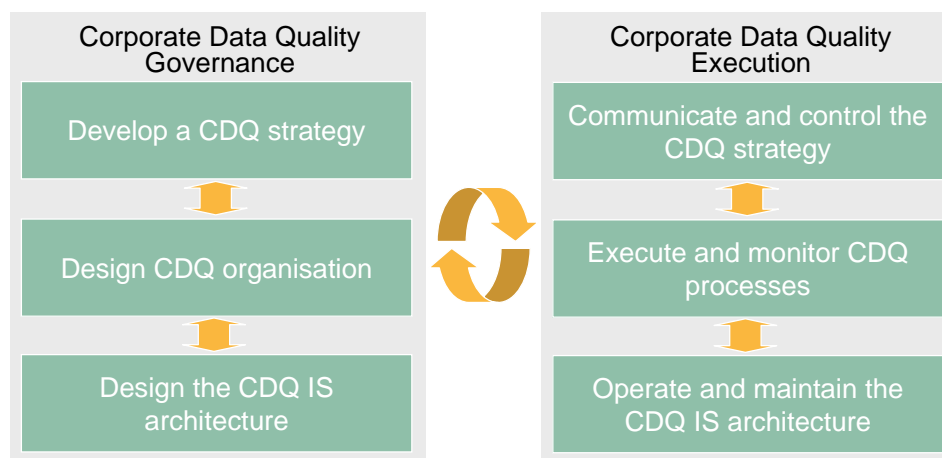 Corporate Data Quality
Governance
Develop a CDQ strategy
Design CDQ organisation
Design the CDQ IS
architecture
Corporate Data Quality
Execution
Communicate and control the
CDQ strategy
Execute and monitor CDQ
processes
Operate and maintain the
CDQ IS architecture